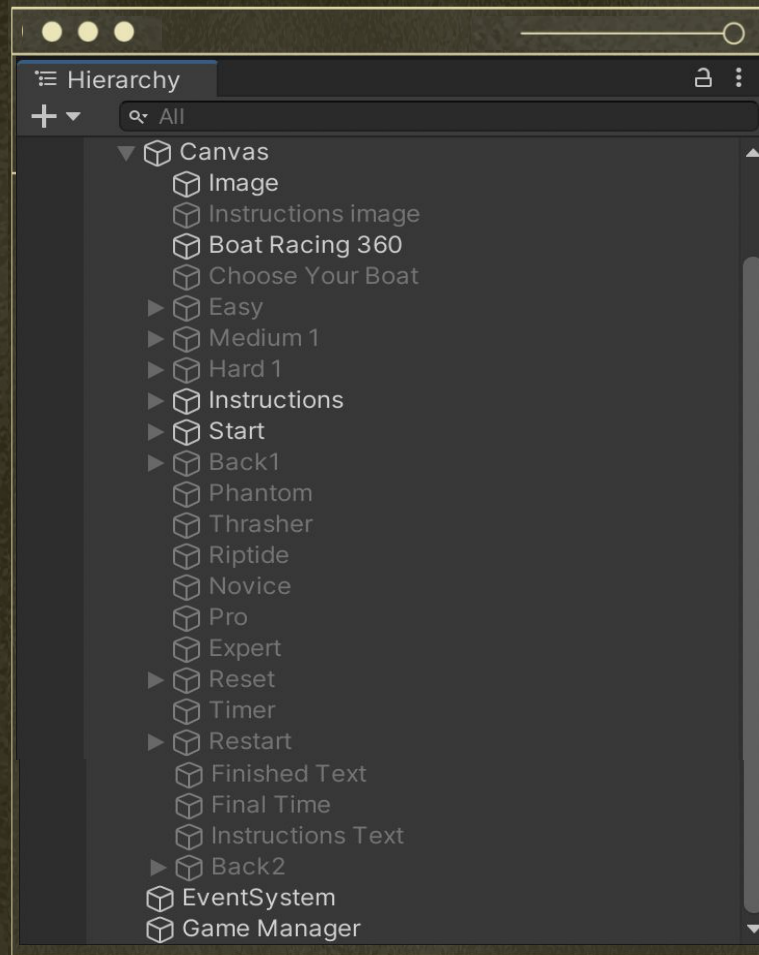 Hierarchy
All
Canvas
Image
Instructions image
Boat Racing 360
Choose Your Boat
Easy
Medium 1
Hard 1
Instructions
Start
Back1
Phantom
Thrasher
Riptide
Novice
Pro
Expert
Reset
Timer
Restart
Finished Text
Final Time
Instructions Text
Back2
EventSystem
Game Manager